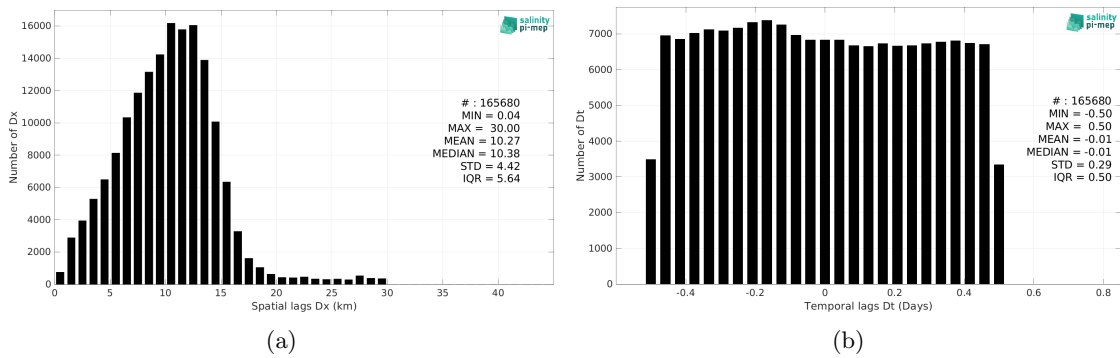 16000
14000
12000
10000
8000
6000
4000
2000
0
Number of Dx
0 5 10 15 20 25 30 35 40
Spatial lags Dx (km)
salinity
pi-mep
# : 165680
MIN = 0.04
MAX = 30.00
MEAN = 10.27
MEDIAN = 10.38
STD = 4.42
IQR = 5.64
(a)
7000
6000
5000
4000
3000
2000
1000
0
Number of Dt
-0.4 -0.2 0 0.2 0.4 0.6 0.8
Temporal lags Dt (Days)
salinity
pi-mep
# : 165680
MIN = -0.50
MAX = 0.50
MEAN = -0.01
MEDIAN = -0.01
STD = 0.29
IQR = 0.50
(b)